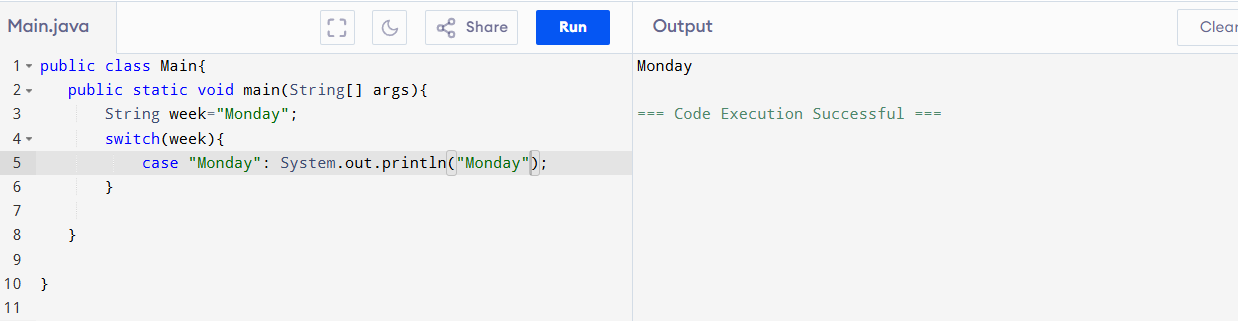 Main.java
Share
Run
Output
Clear
1 public class Main{
2 public static void main(String[] args){
3 String week="Monday";
4 switch(week){
5 case "Monday": System.out.println("Monday");
6 }
7
8 }
9
10 }
11
Monday
=== Code Execution Successful ===